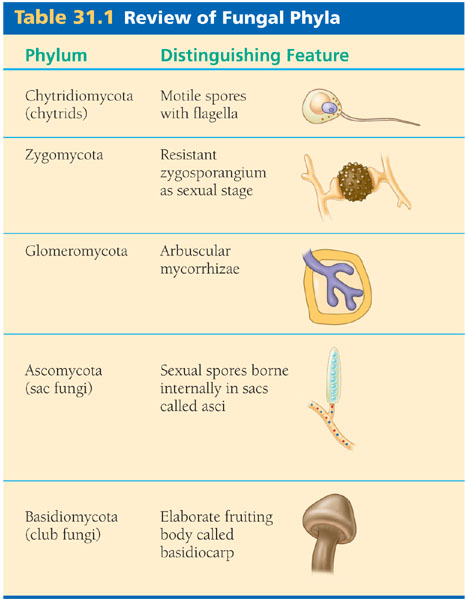 Table 31.1 Review of Fungal Phyla
Phylum Distinguishing Feature
Chytridiomycota Motile spores
(chytrids) with flagella
Zygomycota Resistant
zygosporangium
as sexual stage
Glomeromycota Arbuscular
mycorrhizae
Ascomycota Sexual spores borne
(sac fungi) internally in sacs
called asci
Basidiomycota Elaborate fruiting
(club fungi) body called
basidiocarp